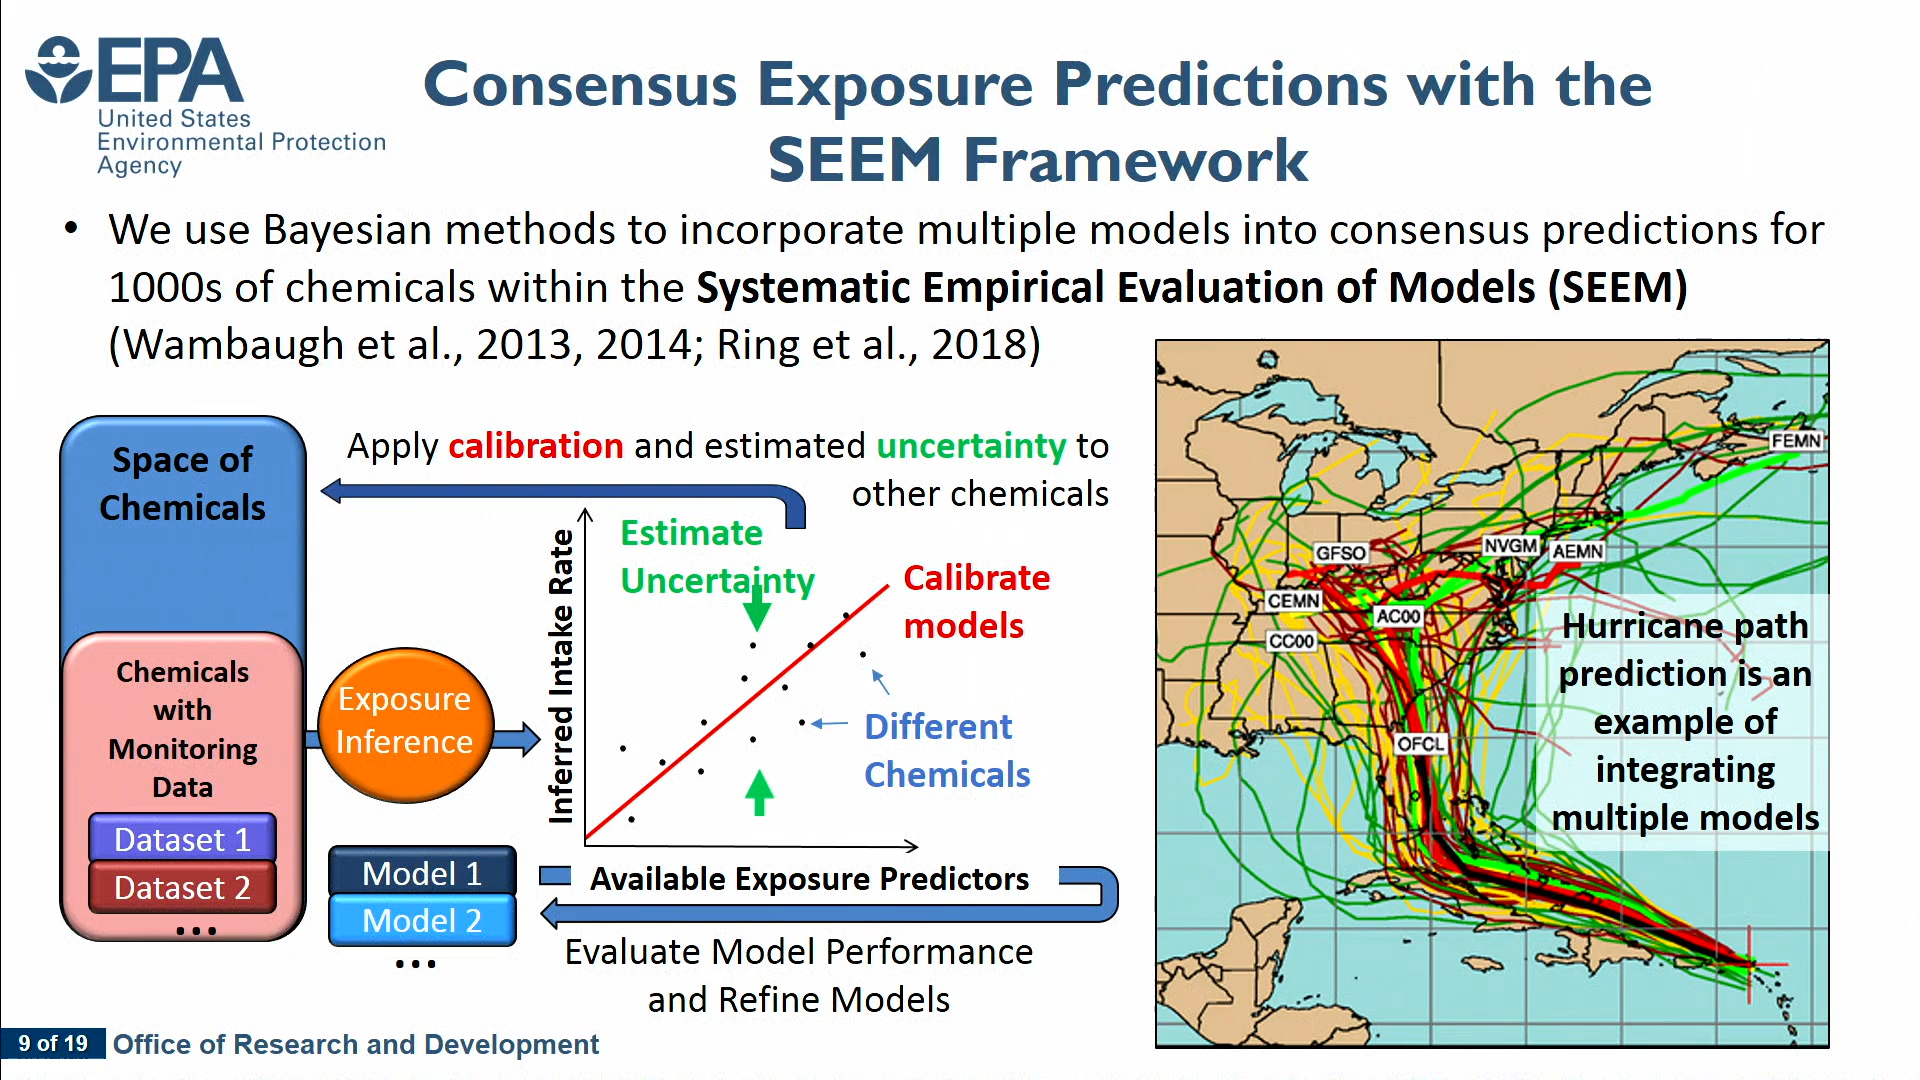 EPA
United States
Environmental Protection
Agency
Consensus Exposure Predictions with the
SEEM Framework
• We use Bayesian methods to incorporate multiple models into consensus predictions for
1000s of chemicals within the Systematic Empirical Evaluation of Models (SEEM)
(Wambaugh et al., 2013, 2014; Ring et al., 2018)
Space of
Chemicals
Chemicals
with
Monitoring
Data
Dataset 1
Dataset 2
...
Apply calibration and estimated uncertainty to
other chemicals
Exposure
Inference
Inferred Intake Rate
Estimate
Uncertainty
Calibrate
models
Different
Chemicals
Model 1
Model 2
...
Available Exposure Predictors
Evaluate Model Performance
and Refine Models
FEMN
GFSO
NVGM
AEMN
CEMN
AC00
CC00
OFCL
Hurricane path
prediction is an
example of
integrating
multiple models
9 of 19
Office of Research and Development